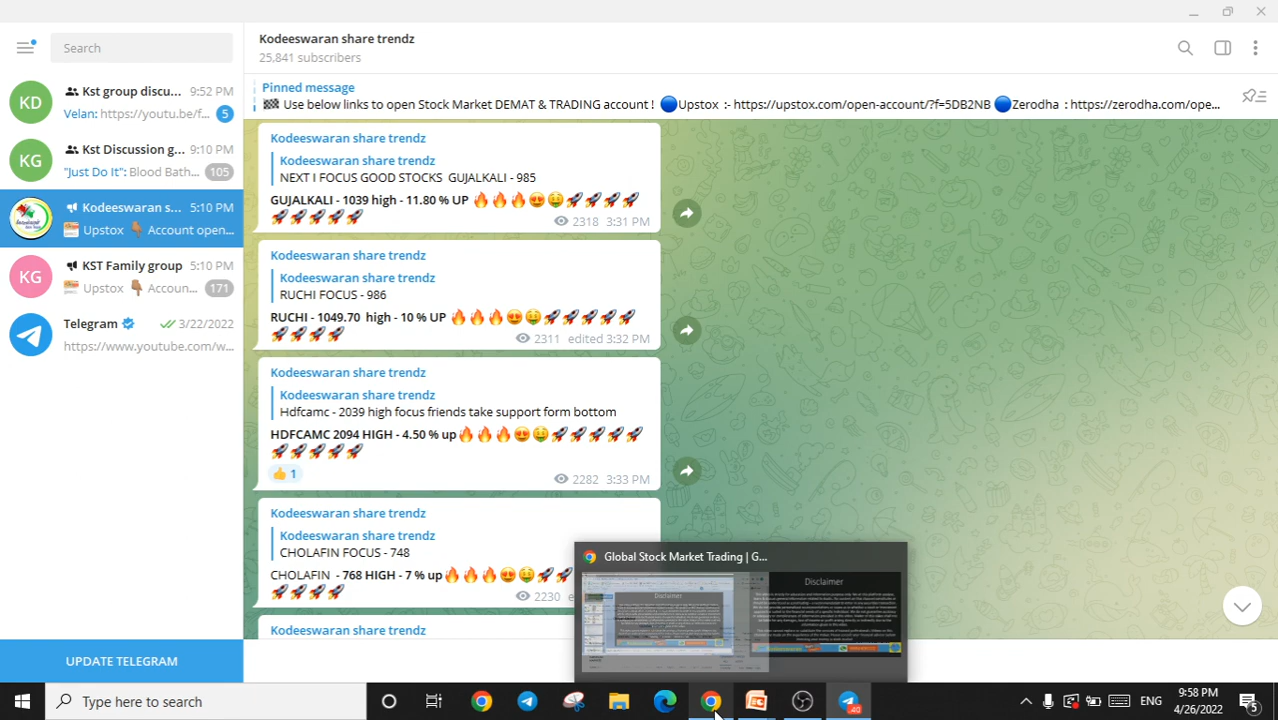 Search
Kodeeswaran share trendz
25,841 subscribers
Pinned message
🏁 Use below links to open Stock Market DEMAT & TRADING account ! 🔵Upstox :- https://upstox.com/open-account/?f=5DB2NB 🔵Zerodha : https://zerodha.com/ope...
KD
Kst group discu... 9:52 PM
Velan: https://youtu.be/f... 5
KG
Kst Discussion g... 9:10 PM
"Just Do It": Blood Bath... 105
Kodeeswaran s... 5:10 PM
Upstox 👇🏽 Account open...
KG
KST Family group 5:10 PM
Upstox 👇🏽 Accoun... 171
Telegram 3/22/2022
https://www.youtube.com/w...
UPDATE TELEGRAM
Kodeeswaran share trendz
Kodeeswaran share trendz
NEXT I FOCUS GOOD STOCKS GUJALKALI - 985
GUJALKALI - 1039 high - 11.80 % UP 🔥🔥🔥😍🤑🚀🚀🚀🚀
🚀🚀🚀🚀🚀
2318 3:31 PM
Kodeeswaran share trendz
Kodeeswaran share trendz
RUCHI FOCUS - 986
RUCHI - 1049.70 high - 10 % UP 🔥🔥🔥😍🤑🚀🚀🚀🚀🚀
🚀🚀🚀🚀
2311 edited 3:32 PM
Kodeeswaran share trendz
Kodeeswaran share trendz
Hdfcamc - 2039 high focus friends take support form bottom
HDFCAMC 2094 HIGH - 4.50 % up🔥🔥🔥😍🤑🚀🚀🚀🚀🚀
🚀🚀🚀🚀🚀
👍 1
2282 3:33 PM
Kodeeswaran share trendz
Kodeeswaran share trendz
CHOLAFIN FOCUS - 748
CHOLAFIN - 768 HIGH - 7 % up🔥🔥🔥😍🤑🚀🚀
🚀🚀🚀🚀
2230 e
Kodeeswaran share trendz
Global Stock Market Trading | G...
Disclaimer
Disclaimer
Type here to search
40
ENG
9:58 PM
4/26/2022
5